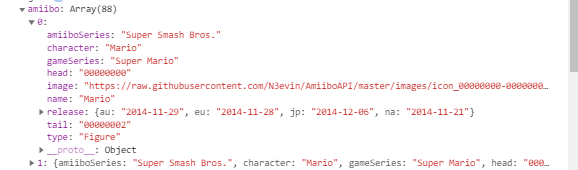 amiibo: Array(88)
0:
amiiboSeries: "Super Smash Bros."
character: "Mario"
gameSeries: "Super Mario"
head: "00000000"
image: "https://raw.githubusercontent.com/N3evin/AmiiboAPI/master/images/icon_00000000-0000000…
name: "Mario"
release: {au: "2014-11-29", eu: "2014-11-28", jp: "2014-12-06", na: "2014-11-21"}
tail: "00000002"
type: "Figure"
__proto__: Object
1: {amiiboSeries: "Super Smash Bros.", character: "Mario", gameSeries: "Super Mario", head: "000…